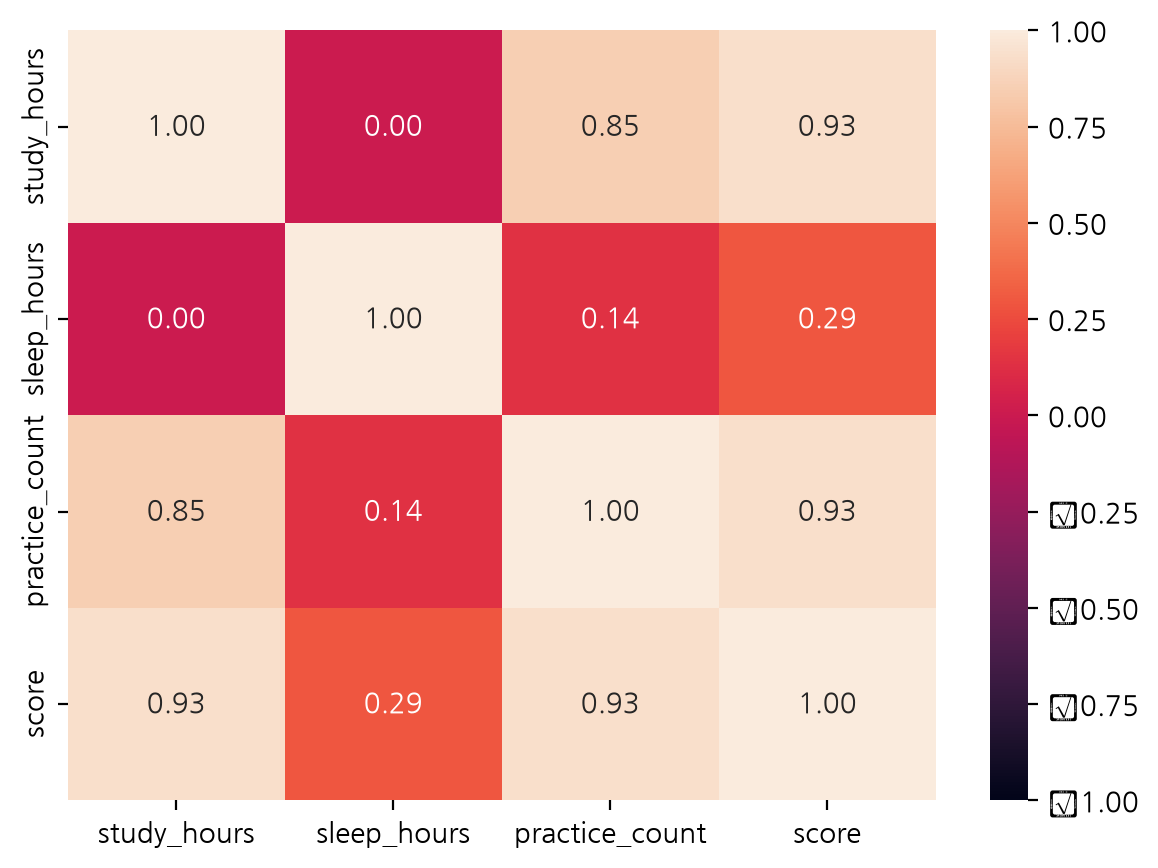 study_hours
1.00 0.00 0.85 0.93
sleep_hours
0.00 1.00 0.14 0.29
practice_count
0.85 0.14 1.00 0.93
score
0.93 0.29 0.93 1.00
study_hours sleep_hours practice_count score
1.00
0.75
0.50
0.25
0.00
√0.25
√0.50
√0.75
√1.00